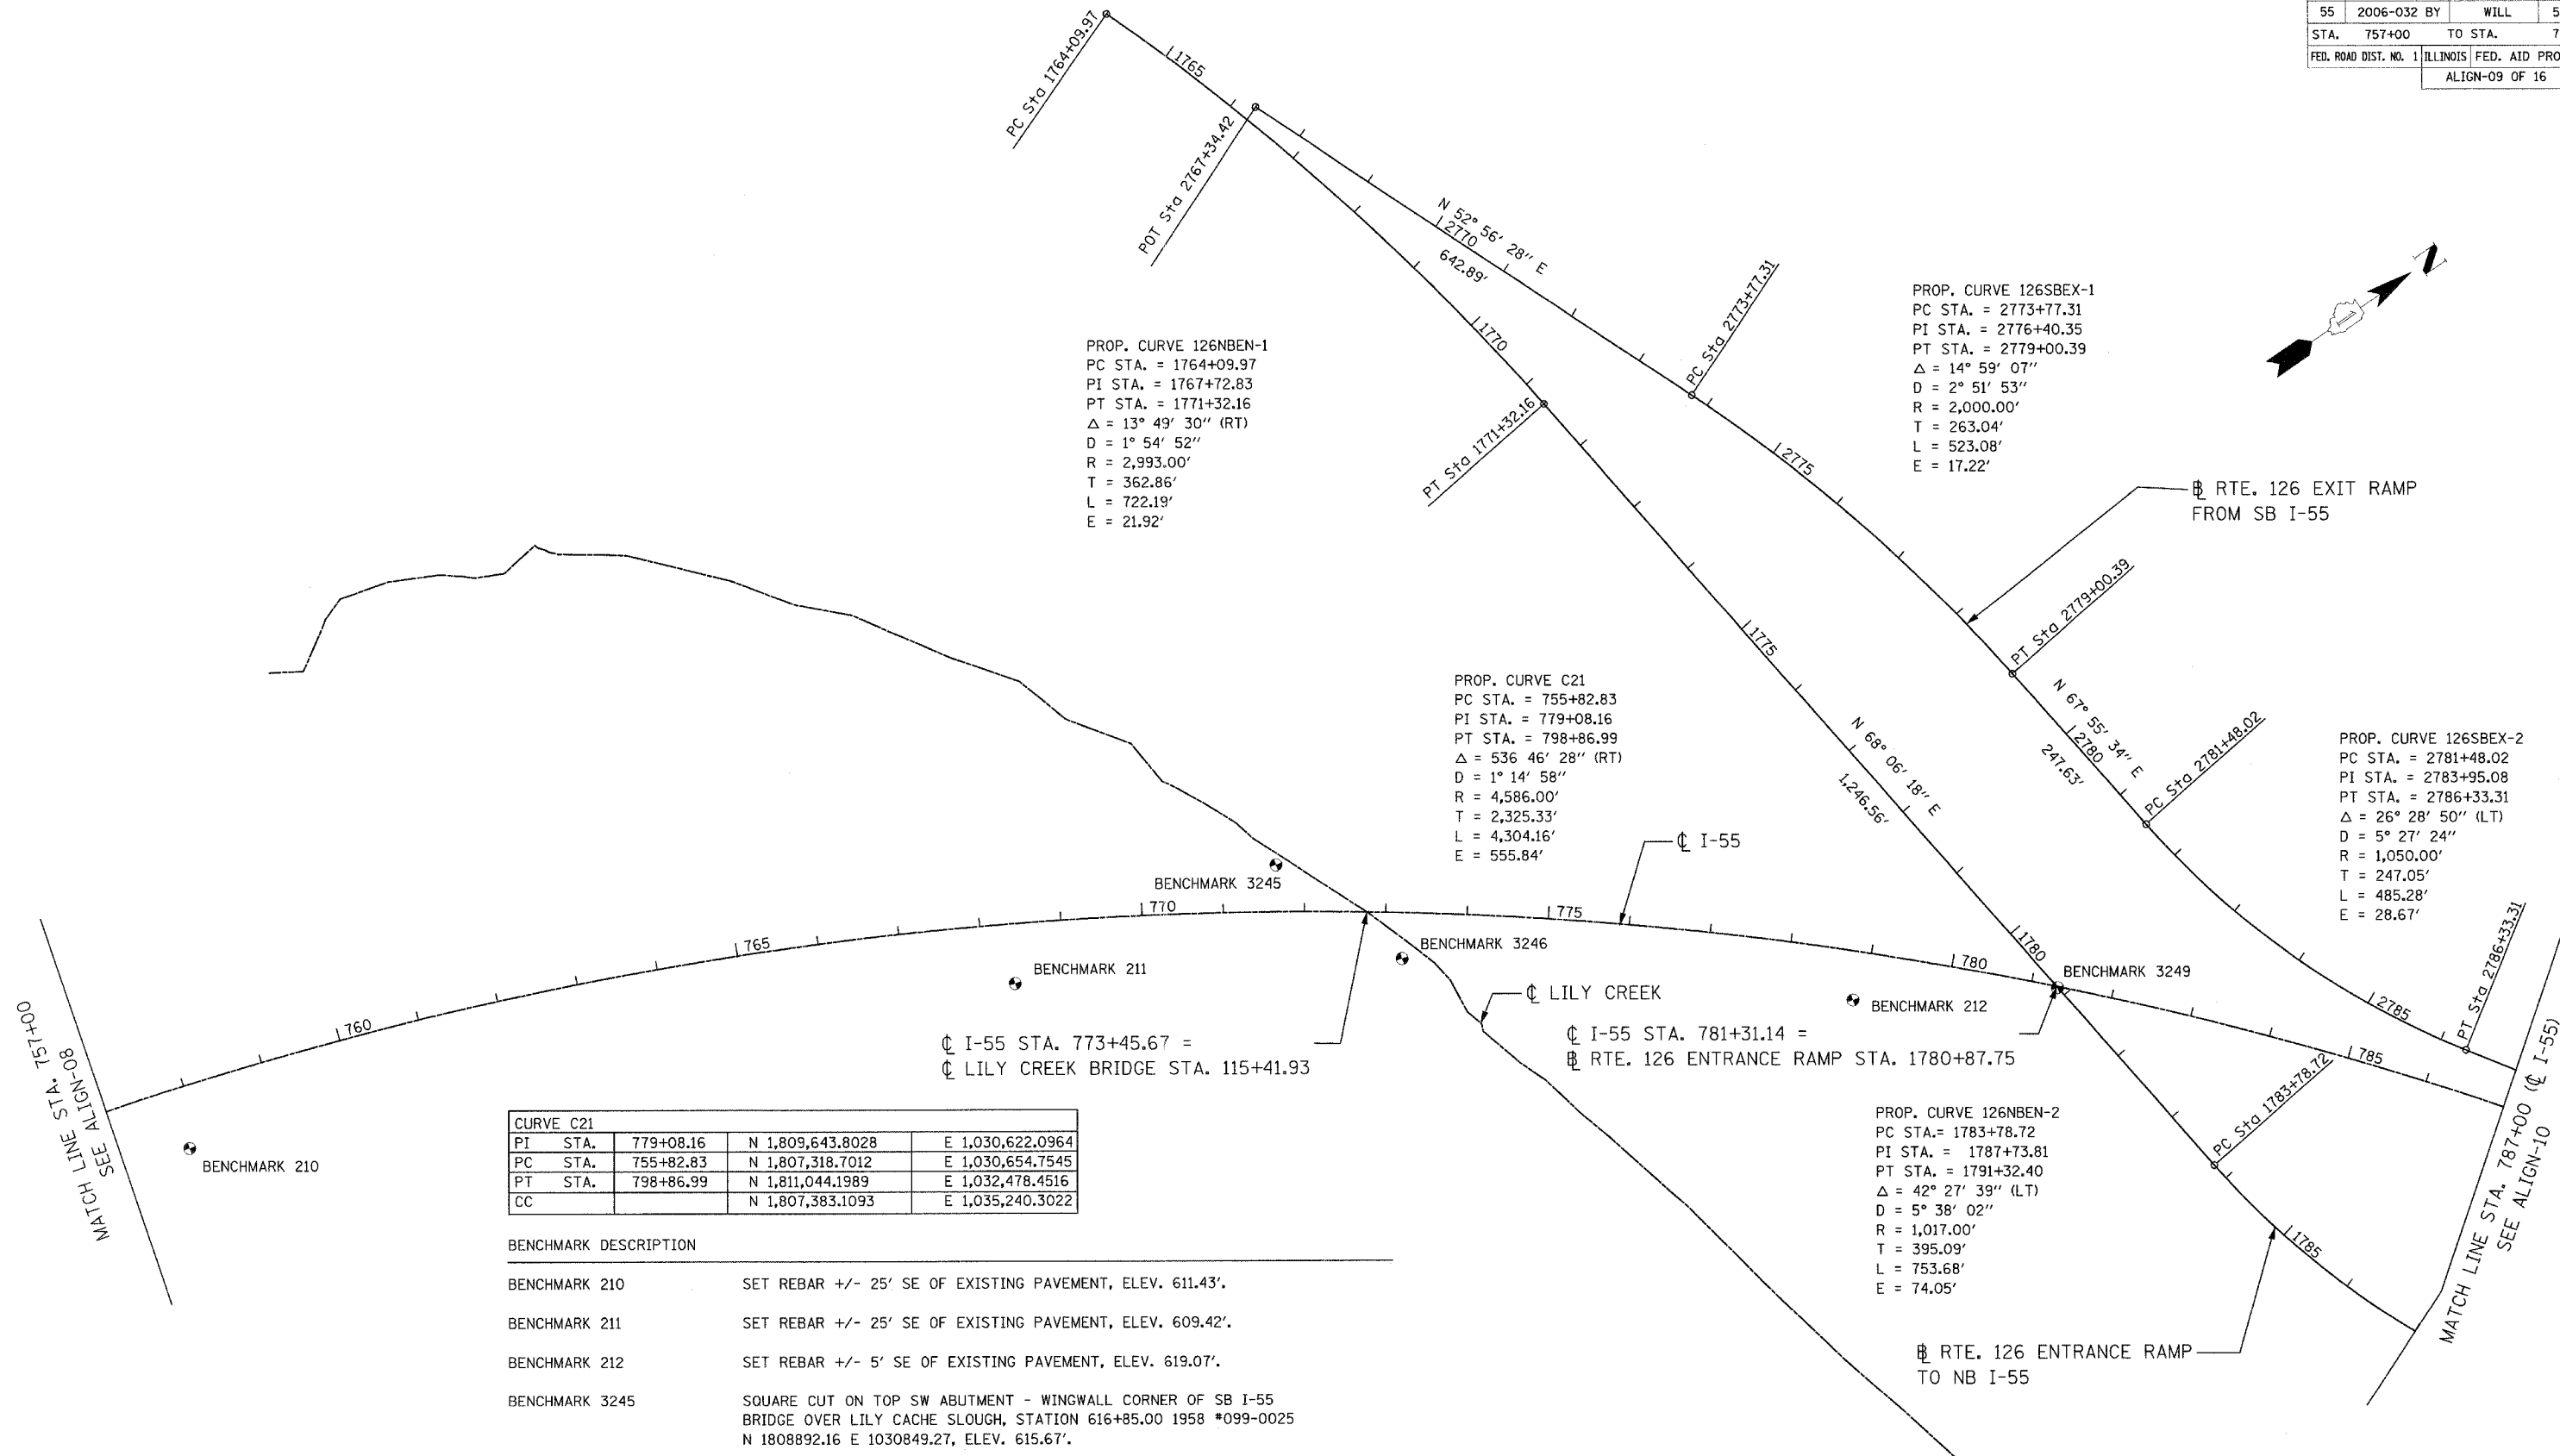 55 2006-032 BY WILL 5
STA. 757+00 TO STA. 7
FED. ROAD DIST. NO. 1 ILLINOIS FED. AID PRO
ALIGN-09 OF 16
PC Sta 1764+09.97
1765
POT Sta 2767+34.42
N 52° 56' 28" E
2770
642.89'
PC Sta 2773+77.31
N
1770
PT Sta 1771+32.16
2775
PROP. CURVE 126NBEN-1
PC STA. = 1764+09.97
PI STA. = 1767+72.83
PT STA. = 1771+32.16
Δ = 13° 49' 30" (RT)
D = 1° 54' 52"
R = 2,993.00'
T = 362.86'
L = 722.19'
E = 21.92'
PROP. CURVE 126SBEX-1
PC STA. = 2773+77.31
PI STA. = 2776+40.35
PT STA. = 2779+00.39
Δ = 14° 59' 07"
D = 2° 51' 53"
R = 2,000.00'
T = 263.04'
L = 523.08'
E = 17.22'
BL RTE. 126 EXIT RAMP
FROM SB I-55
1775
PT Sta 2779+00.39
N 67° 55' 34" E
2780
247.63'
PC Sta 2781+48.02
N 68° 06' 18" E
1,246.56'
PROP. CURVE C21
PC STA. = 755+82.83
PI STA. = 779+08.16
PT STA. = 798+86.99
Δ = 536 46' 28" (RT)
D = 1° 14' 58"
R = 4,586.00'
T = 2,325.33'
L = 4,304.16'
E = 555.84'
CL I-55
PROP. CURVE 126SBEX-2
PC STA. = 2781+48.02
PI STA. = 2783+95.08
PT STA. = 2786+33.31
Δ = 26° 28' 50" (LT)
D = 5° 27' 24"
R = 1,050.00'
T = 247.05'
L = 485.28'
E = 28.67'
BENCHMARK 3245
770
775
765
760
BENCHMARK 211
BENCHMARK 3246
780
1780
BENCHMARK 3249
BENCHMARK 212
2785
PT Sta 2786+33.31
785
CL LILY CREEK
CL I-55 STA. 773+45.67 =
CL LILY CREEK BRIDGE STA. 115+41.93
CL I-55 STA. 781+31.14 =
BL RTE. 126 ENTRANCE RAMP STA. 1780+87.75
MATCH LINE STA. 757+00
SEE ALIGN-08
BENCHMARK 210
PC Sta 1783+78.72
1785
PROP. CURVE 126NBEN-2
PC STA.= 1783+78.72
PI STA. = 1787+73.81
PT STA. = 1791+32.40
Δ = 42° 27' 39" (LT)
D = 5° 38' 02"
R = 1,017.00'
T = 395.09'
L = 753.68'
E = 74.05'
BL RTE. 126 ENTRANCE RAMP
TO NB I-55
MATCH LINE STA. 787+00 (CL I-55)
SEE ALIGN-10
CURVE C21
PI STA. 779+08.16 N 1,809,643.8028 E 1,030,622.0964
PC STA. 755+82.83 N 1,807,318.7012 E 1,030,654.7545
PT STA. 798+86.99 N 1,811,044.1989 E 1,032,478.4516
CC N 1,807,383.1093 E 1,035,240.3022
BENCHMARK DESCRIPTION
BENCHMARK 210 SET REBAR +/- 25' SE OF EXISTING PAVEMENT, ELEV. 611.43'.
BENCHMARK 211 SET REBAR +/- 25' SE OF EXISTING PAVEMENT, ELEV. 609.42'.
BENCHMARK 212 SET REBAR +/- 5' SE OF EXISTING PAVEMENT, ELEV. 619.07'.
BENCHMARK 3245 SQUARE CUT ON TOP SW ABUTMENT - WINGWALL CORNER OF SB I-55
BRIDGE OVER LILY CACHE SLOUGH, STATION 616+85.00 1958 #099-0025
N 1808892.16 E 1030849.27, ELEV. 615.67'.